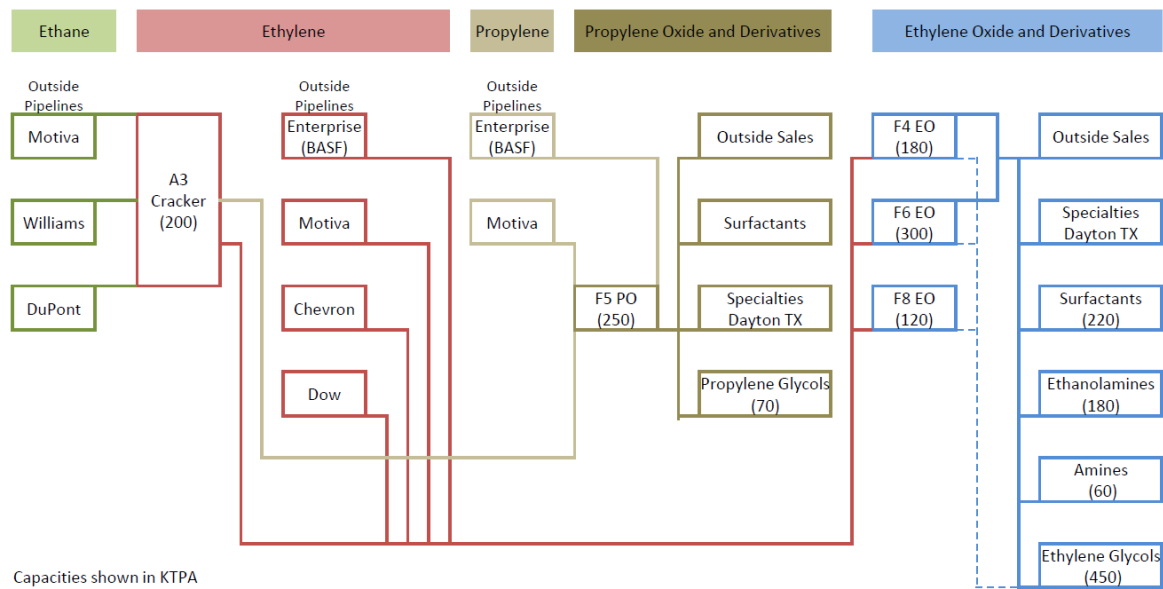 Ethane
Ethylene
Propylene
Propylene Oxide and Derivatives
Ethylene Oxide and Derivatives
Outside
Pipelines
Motiva
Williams
DuPont
A3
Cracker
(200)
Outside
Pipelines
Enterprise
(BASF)
Motiva
Chevron
Dow
Outside
Pipelines
Enterprise
(BASF)
Motiva
F5 PO
(250)
Outside Sales
Surfactants
Specialties
Dayton TX
Propylene Glycols
(70)
F4 EO
(180)
F6 EO
(300)
F8 EO
(120)
Outside Sales
Specialties
Dayton TX
Surfactants
(220)
Ethanolamines
(180)
Amines
(60)
Ethylene Glycols
(450)
Capacities shown in KTPA